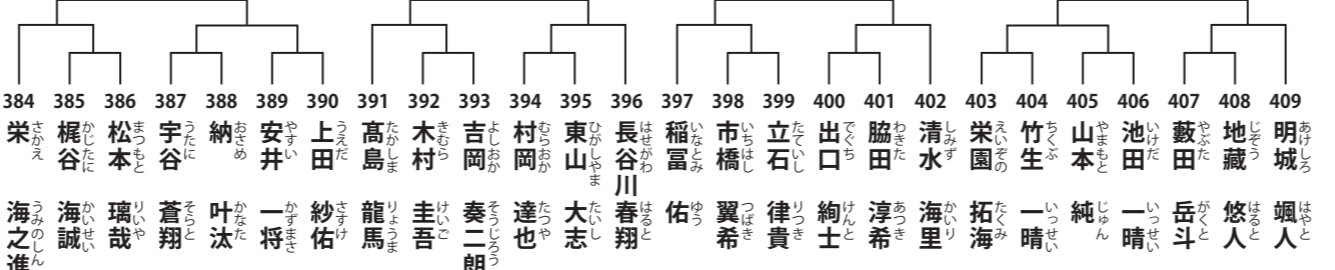 384 栄 海之進 さかえ うみのしん
385 梶谷 海誠 かじたに かいせい
386 松本 璃哉 まつもと りいや
387 宇谷 蒼翔 うたに そらと
388 納 叶汰 おさめ かなた
389 安井 一将 やすい かずまさ
390 上田 紗佑 うえだ さすけ
391 髙島 龍馬 たかしま りょうま
392 木村 圭吾 きむら けいご
393 吉岡 奏二朗 よしおか そうじろう
394 村岡 達也 むらおか たつや
395 東山 大志 ひがしやま たいし
396 長谷川 春翔 はせがわ はると
397 稲冨 佑 いなとみ ゆう
398 市橋 翼希 いちはし つばき
399 立石 律貴 たていし りつき
400 出口 絢士 でぐち けんと
401 脇田 淳希 わきた あつき
402 清水 海里 しみず かいり
403 栄園 拓海 えいぞの たくみ
404 竹生 一晴 ちくぶ いっせい
405 山本 純 やまもと じゅん
406 池田 一晴 いけだ いっせい
407 藪田 岳斗 やぶた がくと
408 地藏 悠人 じぞう はると
409 明城 颯人 あけしろ はやと